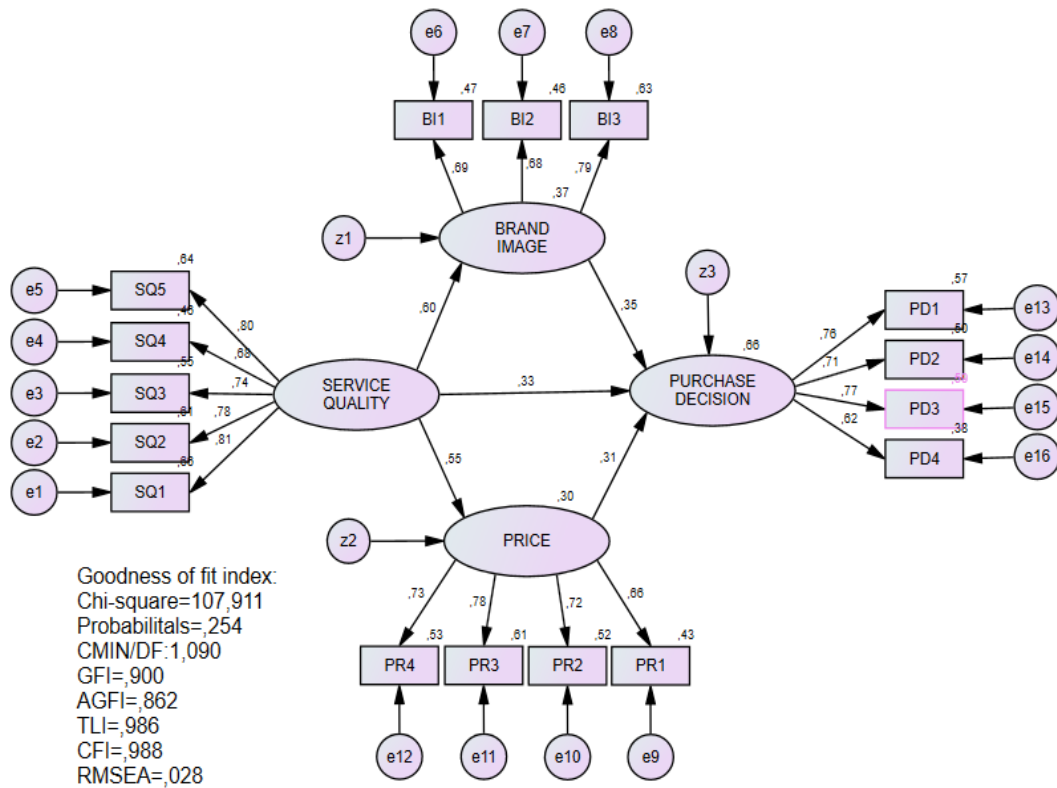 e6
e7
e8
,47
,46
,63
BI1
BI2
BI3
,69
,68
,79
,37
BRAND
IMAGE
z1
z3
,64
e5
SQ5
,46
e4
SQ4
,55
e3
SQ3
,61
e2
SQ2
,66
e1
SQ1
,80
,68
,74
,78
,81
SERVICE
QUALITY
,60
,35
,33
,55
,31
,66
PURCHASE
DECISION
,76
,71
,77
,62
,57
PD1
e13
,50
PD2
e14
PD3
e15
,38
PD4
e16
,30
z2
PRICE
,73
,78
,72
,66
,53
,61
,52
,43
PR4
PR3
PR2
PR1
e12
e11
e10
e9
Goodness of fit index:
Chi-square=107,911
Probabilitals=,254
CMIN/DF:1,090
GFI=,900
AGFI=,862
TLI=,986
CFI=,988
RMSEA=,028